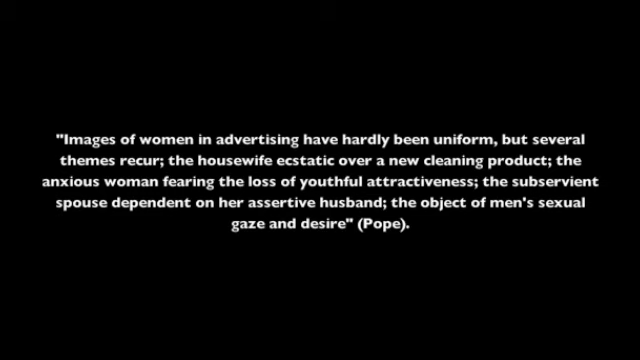 "Images of women in advertising have hardly been uniform, but several
themes recur; the housewife ecstatic over a new cleaning product; the
anxious woman fearing the loss of youthful attractiveness; the subservient
spouse dependent on her assertive husband; the object of men's sexual
gaze and desire" (Pope).